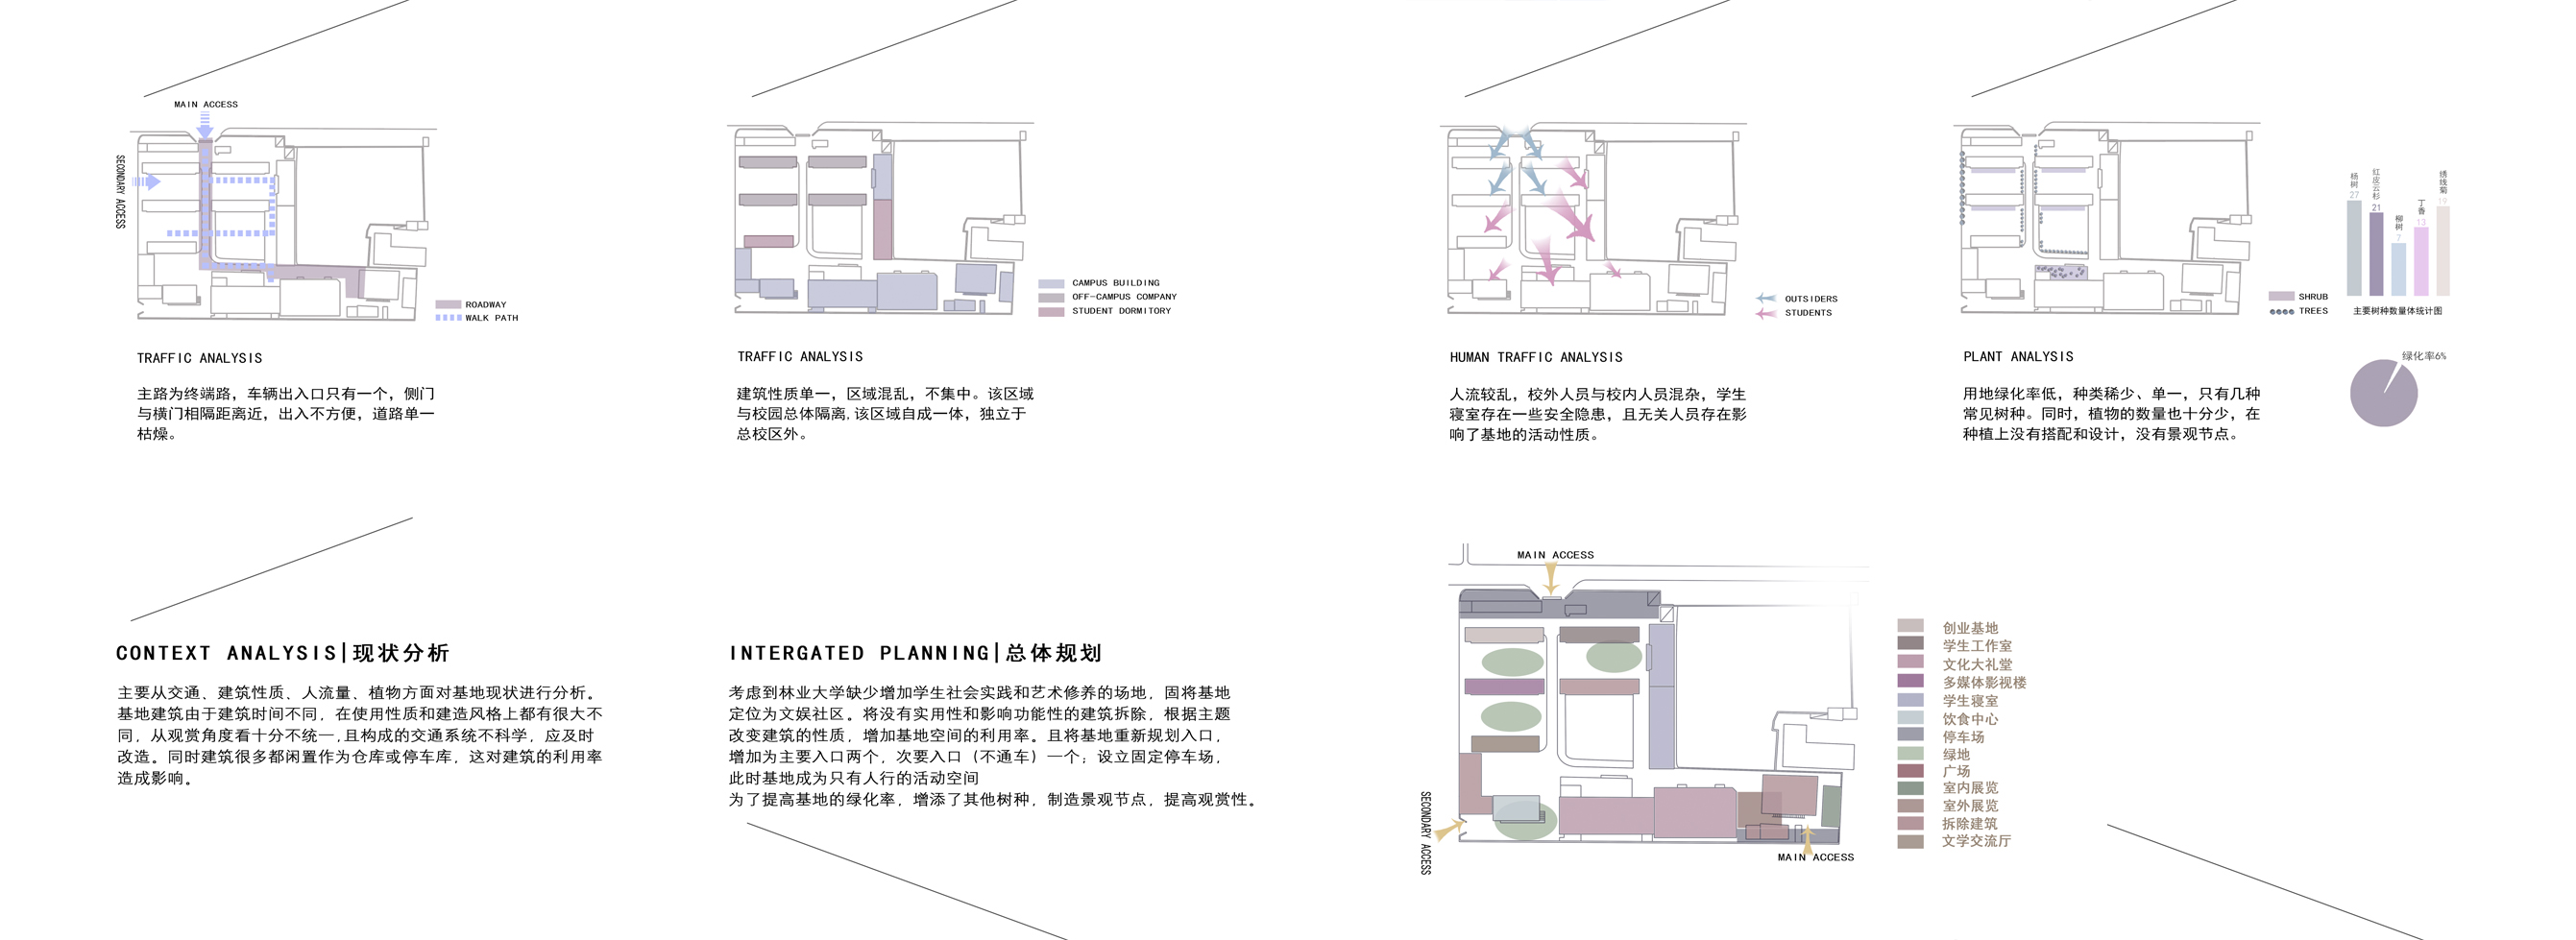 MAIN ACCESS
SECONDARY ACCESS
ROADWAY
WALK PATH
TRAFFIC ANALYSIS
主路为终端路，车辆出入口只有一个，侧门
与横门相隔距离近，出入不方便，道路单一
枯燥。
CAMPUS BUILDING
OFF-CAMPUS COMPANY
STUDENT DORMITORY
TRAFFIC ANALYSIS
建筑性质单一，区域混乱，不集中。该区域
与校园总体隔离,该区域自成一体，独立于
总校区外。
OUTSIDERS
STUDENTS
HUMAN TRAFFIC ANALYSIS
人流较乱，校外人员与校内人员混杂，学生
寝室存在一些安全隐患，且无关人员存在影
响了基地的活动性质。
SHRUB
TREES
PLANT ANALYSIS
用地绿化率低，种类稀少、单一，只有几种
常见树种。同时，植物的数量也十分少，在
种植上没有搭配和设计，没有景观节点。
杨树
27
红皮云杉
21
柳树
7
丁香
13
绣线菊
19
主要树种数量体统计图
绿化率6%
CONTEXT ANALYSIS|现状分析
主要从交通、建筑性质、人流量、植物方面对基地现状进行分析。
基地建筑由于建筑时间不同，在使用性质和建造风格上都有很大不
同，从观赏角度看十分不统一,且构成的交通系统不科学，应及时
改造。同时建筑很多都闲置作为仓库或停车库，这对建筑的利用率
造成影响。
INTERGATED PLANNING|总体规划
考虑到林业大学缺少增加学生社会实践和艺术修养的场地，固将基地
定位为文娱社区。将没有实用性和影响功能性的建筑拆除，根据主题
改变建筑的性质，增加基地空间的利用率。且将基地重新规划入口，
增加为主要入口两个，次要入口（不通车）一个；设立固定停车场，
此时基地成为只有人行的活动空间
为了提高基地的绿化率，增添了其他树种，制造景观节点，提高观赏性。
MAIN ACCESS
SECONDARY ACCESS
MAIN ACCESS
创业基地
学生工作室
文化大礼堂
多媒体影视楼
学生寝室
饮食中心
停车场
绿地
广场
室内展览
室外展览
拆除建筑
文学交流厅